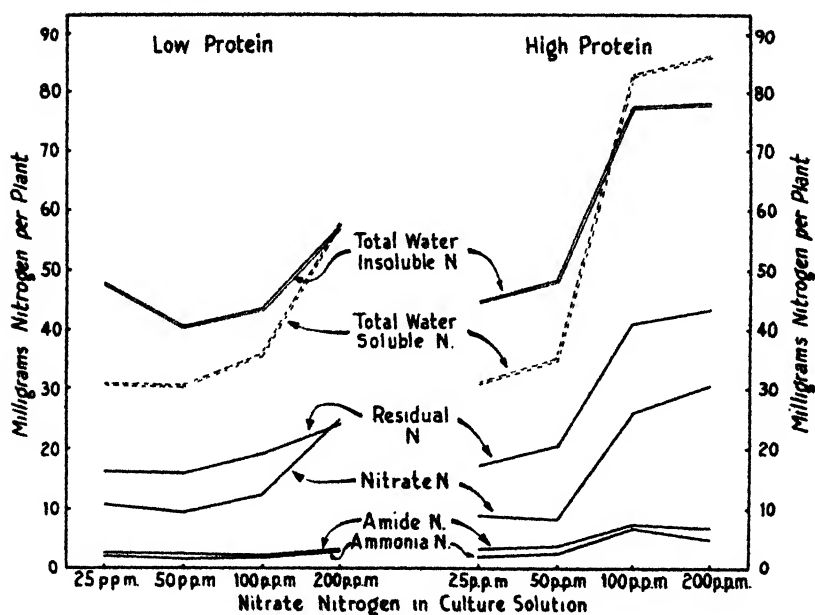 Low Protein
High Protein
90
80
70
60
50
40
30
20
10
0
Milligrams Nitrogen per Plant
90
80
70
60
50
40
30
20
10
0
Milligrams Nitrogen per Plant
Total Water
Insoluble N
Total Water
Soluble N.
Residual
N
Nitrate N
Amide N.
Ammonia N.
25 p.p.m. 50 p.p.m 100 p.p.m 200 p.p.m 25 p.p.m 50 p.p.m 100 p.p.m 200 p.p.m.
Nitrate Nitrogen in Culture Solution